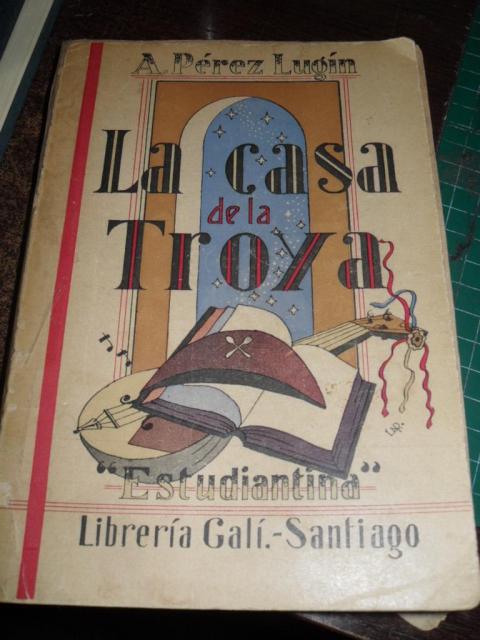 A. Pérez Lugín
La casa
de la
Troya
"Estudiantina"
Librería Galí.-Santiago